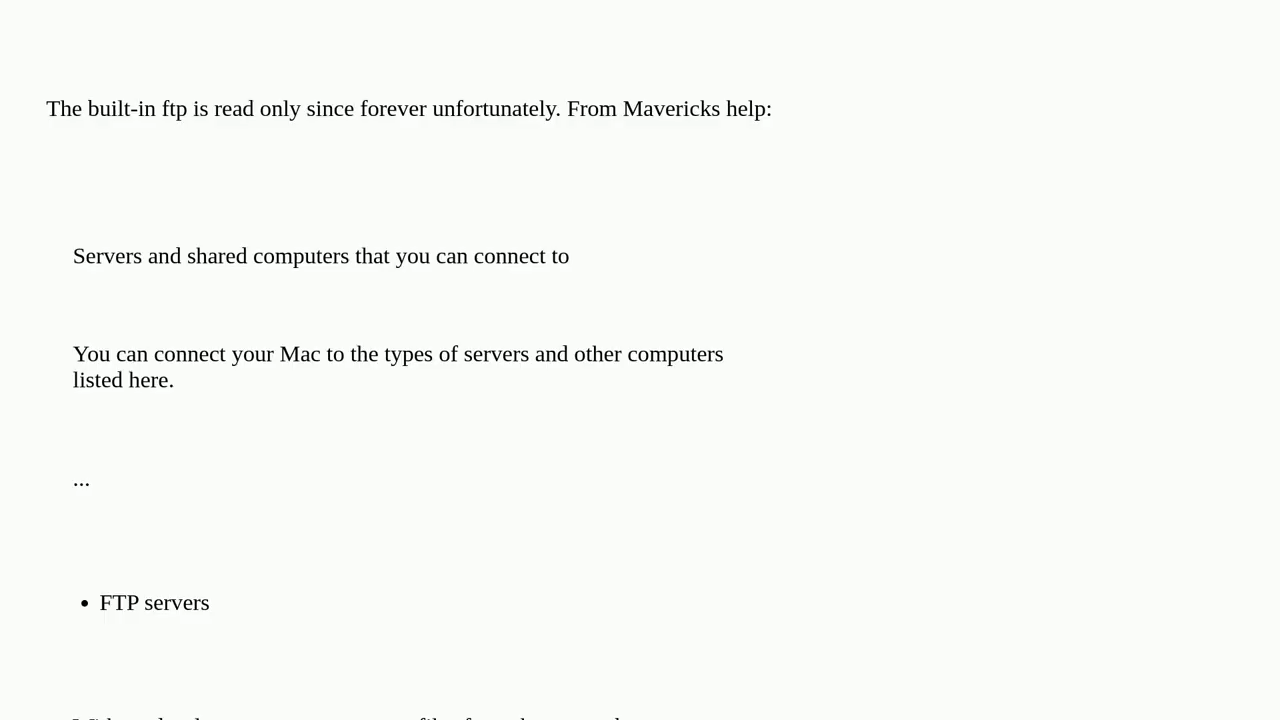 The built-in ftp is read only since forever unfortunately. From Mavericks help:
Servers and shared computers that you can connect to
You can connect your Mac to the types of servers and other computers
listed here.
...
• FTP servers